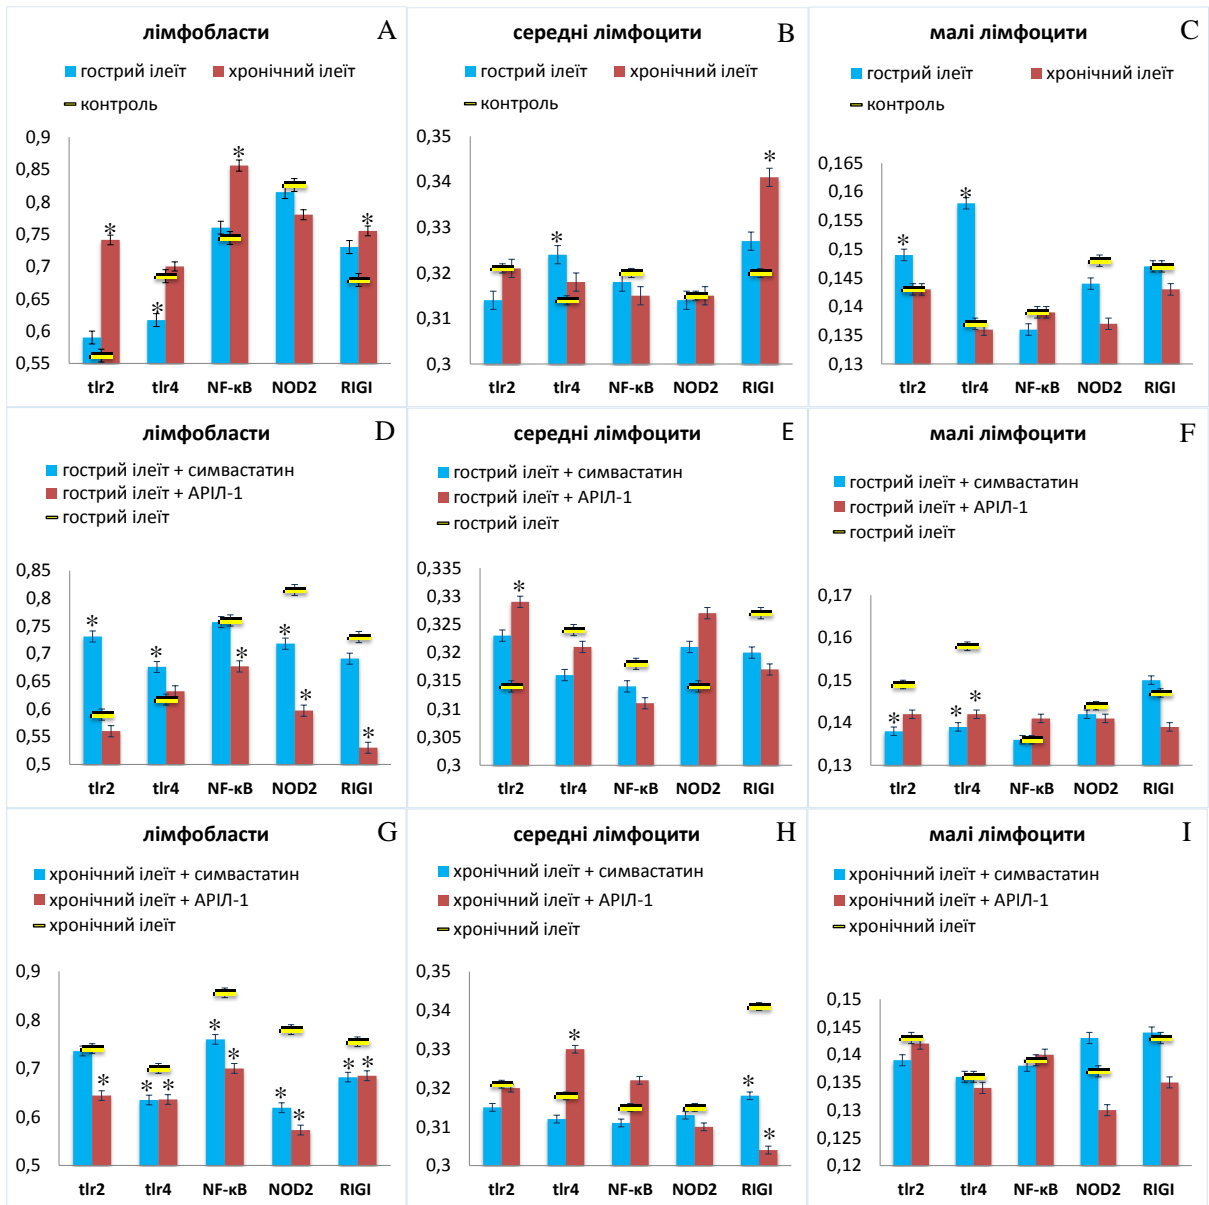 лімфобласти A
гострий ілеїт хронічний ілеїт
контроль
0,9
0,85
0,8
0,75
0,7
0,65
0,6
0,55
* * * *
tlr2 tlr4 NF-κB NOD2 RIGI
середні лімфоцити B
гострий ілеїт хронічний ілеїт
контроль
0,35
0,34
0,33
0,32
0,31
0,3
* *
tlr2 tlr4 NF-κB NOD2 RIGI
малі лімфоцити C
гострий ілеїт хронічний ілеїт
контроль
0,165
0,16
0,155
0,15
0,145
0,14
0,135
0,13
* *
tlr2 tlr4 NF-κB NOD2 RIGI
лімфобласти D
гострий ілеїт + симвастатин
гострий ілеїт + АРІЛ-1
гострий ілеїт
0,85
0,8
0,75
0,7
0,65
0,6
0,55
0,5
* * * * * *
tlr2 tlr4 NF-κB NOD2 RIGI
середні лімфоцити E
гострий ілеїт + симвастатин
гострий ілеїт + АРІЛ-1
гострий ілеїт
0,335
0,33
0,325
0,32
0,315
0,31
0,305
0,3
*
tlr2 tlr4 NF-κB NOD2 RIGI
малі лімфоцити F
гострий ілеїт + симвастатин
гострий ілеїт + АРІЛ-1
гострий ілеїт
0,17
0,16
0,15
0,14
0,13
* * *
tlr2 tlr4 NF-κB NOD2 RIGI
лімфобласти G
хронічний ілеїт + симвастатин
хронічний ілеїт + АРІЛ-1
хронічний ілеїт
0,9
0,8
0,7
0,6
0,5
* * * * * * * * *
tlr2 tlr4 NF-κB NOD2 RIGI
середні лімфоцити H
хронічний ілеїт + симвастатин
хронічний ілеїт + АРІЛ-1
хронічний ілеїт
0,35
0,34
0,33
0,32
0,31
0,3
* * *
tlr2 tlr4 NF-κB NOD2 RIGI
малі лімфоцити I
хронічний ілеїт + симвастатин
хронічний ілеїт + АРІЛ-1
хронічний ілеїт
0,15
0,145
0,14
0,135
0,13
0,125
0,12
tlr2 tlr4 NF-κB NOD2 RIGI